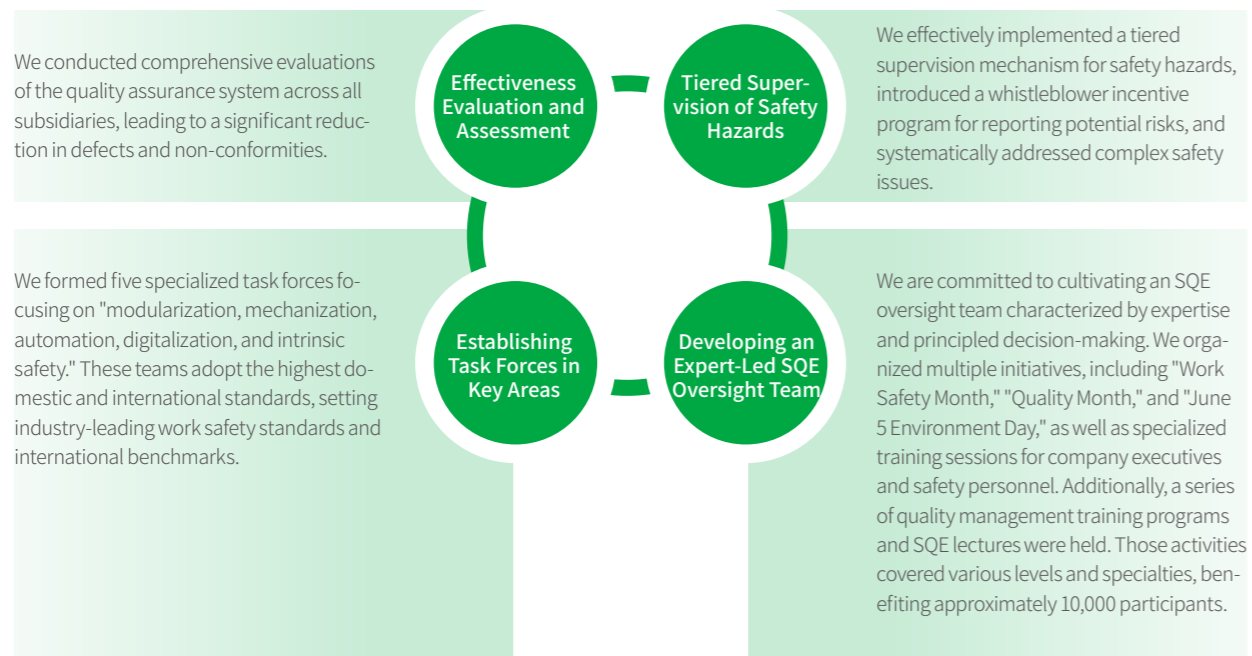 We conducted comprehensive evaluations
of the quality assurance system across all
subsidiaries, leading to a significant reduc-
tion in defects and non-conformities.
Effectiveness
Evaluation and
Assessment
Tiered Super-
vision of Safety
Hazards
We effectively implemented a tiered
supervision mechanism for safety hazards,
introduced a whistleblower incentive
program for reporting potential risks, and
systematically addressed complex safety
issues.
We formed five specialized task forces fo-
cusing on "modularization, mechanization,
automation, digitalization, and intrinsic
safety." These teams adopt the highest do-
mestic and international standards, setting
industry-leading work safety standards and
international benchmarks.
Establishing
Task Forces in
Key Areas
Developing an
Expert-Led SQE
Oversight Team
We are committed to cultivating an SQE
oversight team characterized by expertise
and principled decision-making. We orga-
nized multiple initiatives, including "Work
Safety Month," "Quality Month," and "June
5 Environment Day," as well as specialized
training sessions for company executives
and safety personnel. Additionally, a series
of quality management training programs
and SQE lectures were held. Those activities
covered various levels and specialties, ben-
efiting approximately 10,000 participants.